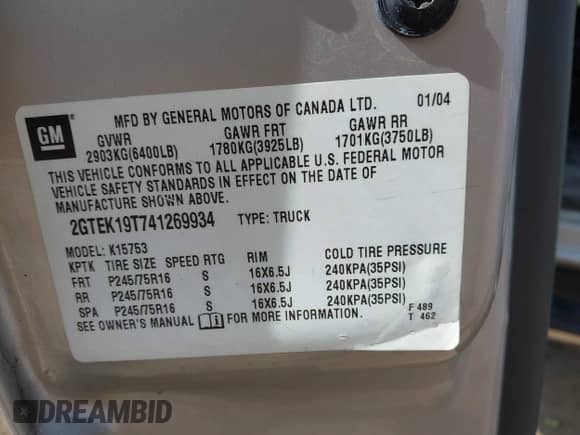 GM
MFD BY GENERAL MOTORS OF CANADA LTD. 01/04
GVWR GAWR FRT GAWR RR
2903KG(6400LB) 1780KG(3925LB) 1701KG(3750LB)
THIS VEHICLE CONFORMS TO ALL APPLICABLE U.S. FEDERAL MOTOR
VEHICLE SAFETY STANDARDS IN EFFECT ON THE DATE OF
MANUFACTURE SHOWN ABOVE.
2GTEK19T741269934 TYPE: TRUCK
MODEL: K15753
KPTK TIRE SIZE SPEED RTG RIM COLD TIRE PRESSURE
FRT P245/75R16 S 16X6.5J 240KPA(35PSI)
RR P245/75R16 S 16X6.5J 240KPA(35PSI)
SPA P245/75R16 S 16X6.5J 240KPA(35PSI)
SEE OWNER'S MANUAL FOR MORE INFORMATION. F 489
T 462
DREAMBID